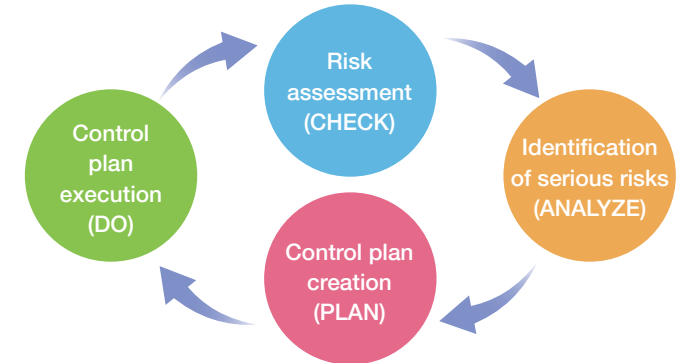 Risk
assessment
(CHECK)
Identification
of serious risks
(ANALYZE)
Control plan
creation
(PLAN)
Control
plan
execution
(DO)